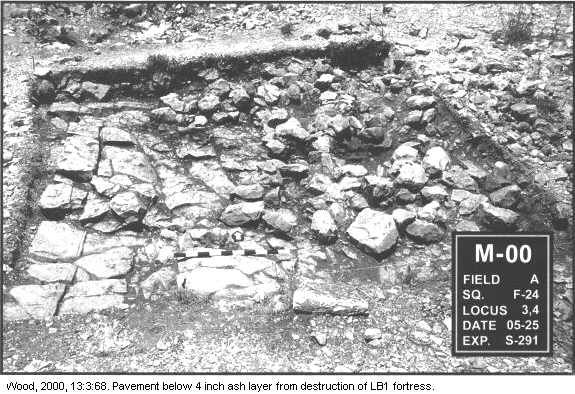 M-00
FIELD A
SQ. F-24
LOCUS 3,4
DATE 05-25
EXP. S-291
Wood, 2000, 13:3:68. Pavement below 4 inch ash layer from destruction of LB1 fortress.